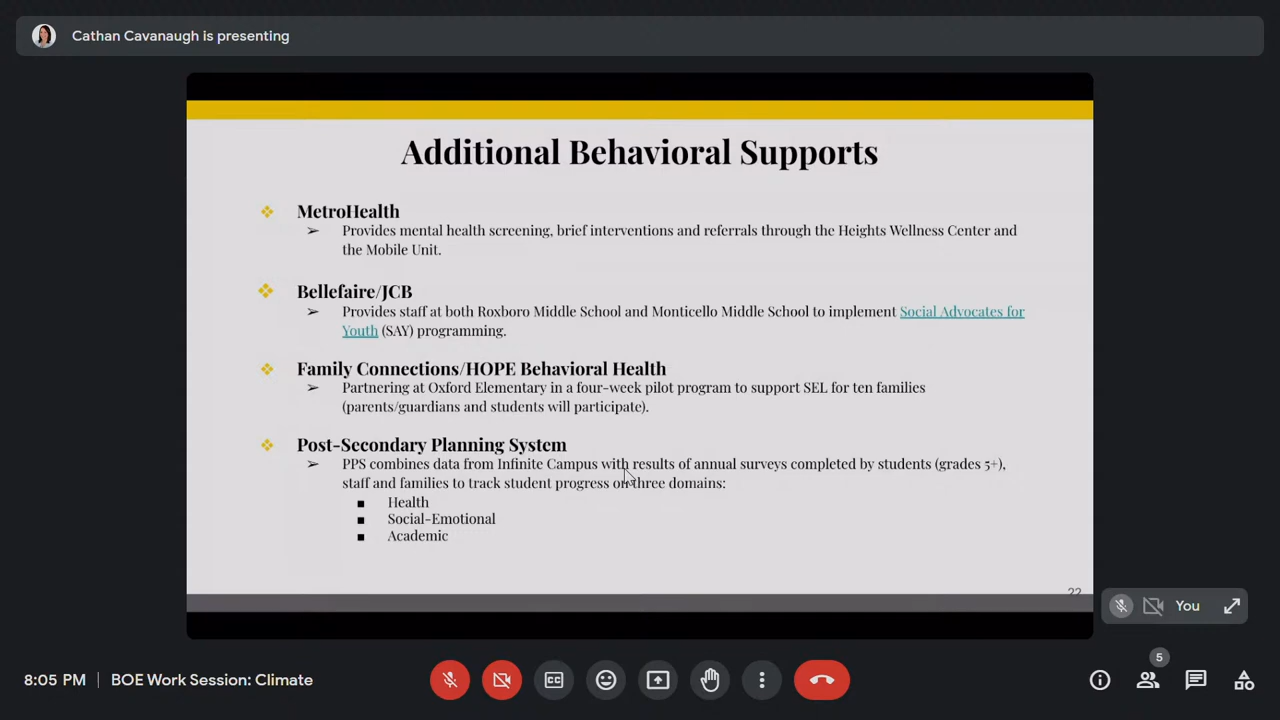 Cathan Cavanaugh is presenting
Additional Behavioral Supports
MetroHealth
Provides mental health screening, brief interventions and referrals through the Heights Wellness Center and
the Mobile Unit.
Bellefaire/JCB
Provides staff at both Roxboro Middle School and Monticello Middle School to implement Social Advocates for
Youth (SAY) programming.
Family Connections/HOPE Behavioral Health
Partnering at Oxford Elementary in a four-week pilot program to support SEL for ten families
(parents/guardians and students will participate).
Post-Secondary Planning System
PPS combines data from Infinite Campus with results of annual surveys completed by students (grades 5+),
staff and families to track student progress on three domains:
Health
Social-Emotional
Academic
22
You
5
8:05 PM | BOE Work Session: Climate